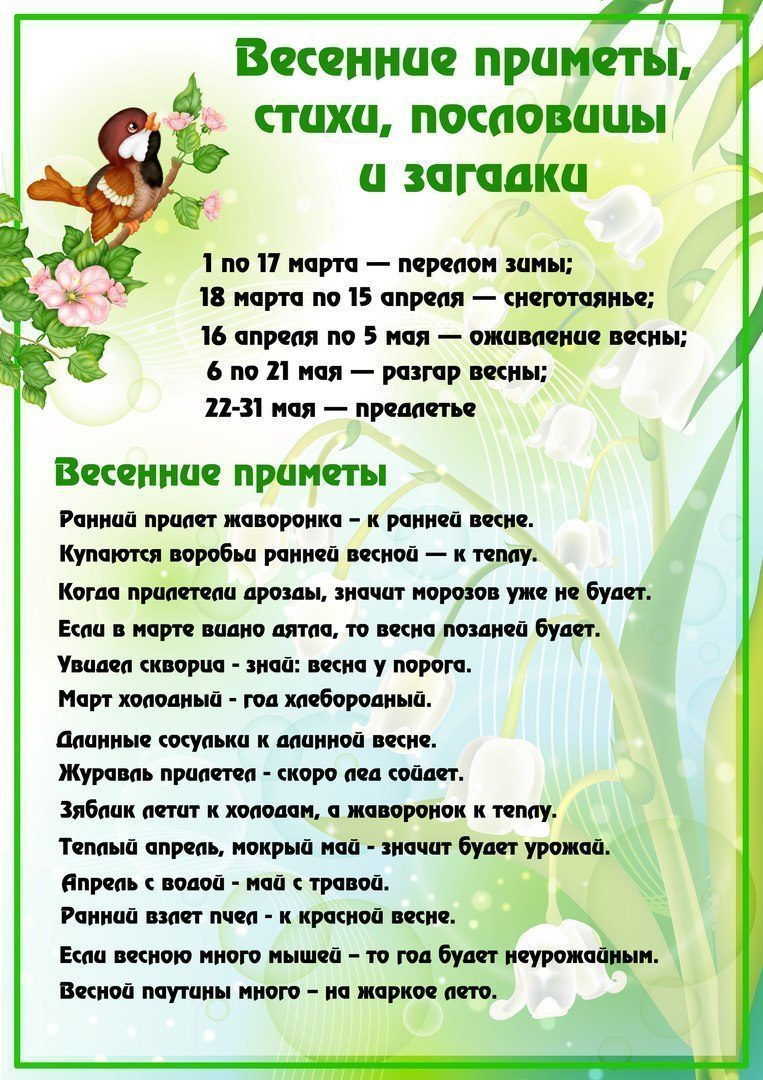 Весенние приметы,
стихи, пословицы
и загадки
1 по 17 марта — перелом зимы;
18 марта по 15 апреля — снеготаянье;
16 апреля по 5 мая — оживление весны;
6 по 21 мая — разгар весны;
22-31 мая — предлетье
Весенние приметы
Ранний прилет жаворонка – к ранней весне.
Купаются воробьи ранней весной — к теплу.
Когда прилетели дрозды, значит морозов уже не будет.
Если в марте видно дятла, то весна поздней будет.
Увидел скворца - знай: весна у порога.
Март холодный - год хлебородный.
Длинные сосульки к длинной весне.
Журавль прилетел - скоро лед сойдет.
Зяблик летит к холодам, а жаворонок к теплу.
Теплый апрель, мокрый май - значит будет урожай.
Апрель с водой - май с травой.
Ранний взлет пчел - к красной весне.
Если весною много мышей – то год будет неурожайным.
Весной паутины много – на жаркое лето.